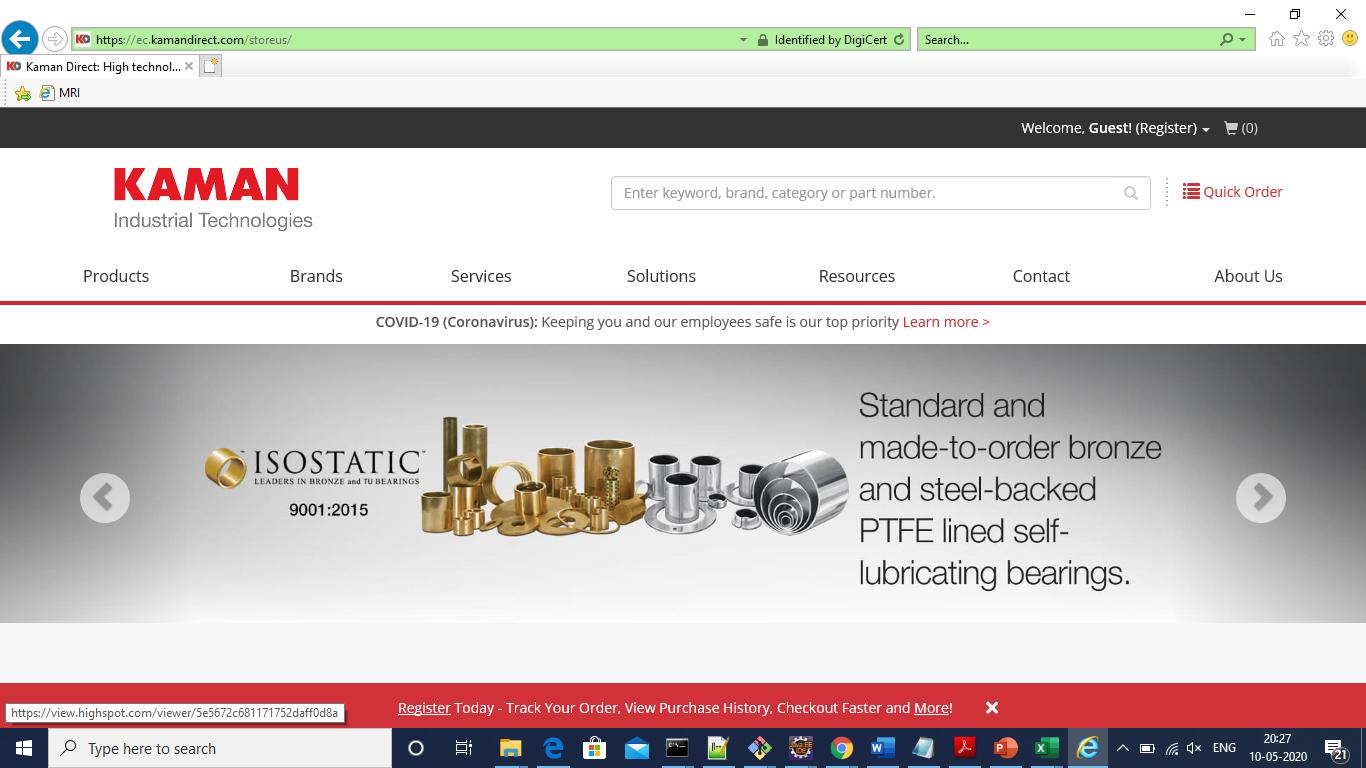 https://ec.kamandirect.com/storeus/
Identified by DigiCert
Search...
Kaman Direct: High technol...
MRI
Welcome, Guest! (Register)
(0)
KAMAN
Industrial Technologies
Enter keyword, brand, category or part number.
Quick Order
Products
Brands
Services
Solutions
Resources
Contact
About Us
COVID-19 (Coronavirus): Keeping you and our employees safe is our top priority Learn more >
ISOSTATIC™
LEADERS IN BRONZE and TU BEARINGS
9001:2015
Standard and
made-to-order bronze
and steel-backed
PTFE lined self-
lubricating bearings.
Register Today - Track Your Order, View Purchase History, Checkout Faster and More!
https://view.highspot.com/viewer/5e5672c681171752daff0d8a
Type here to search
ENG
20:27
10-05-2020
21